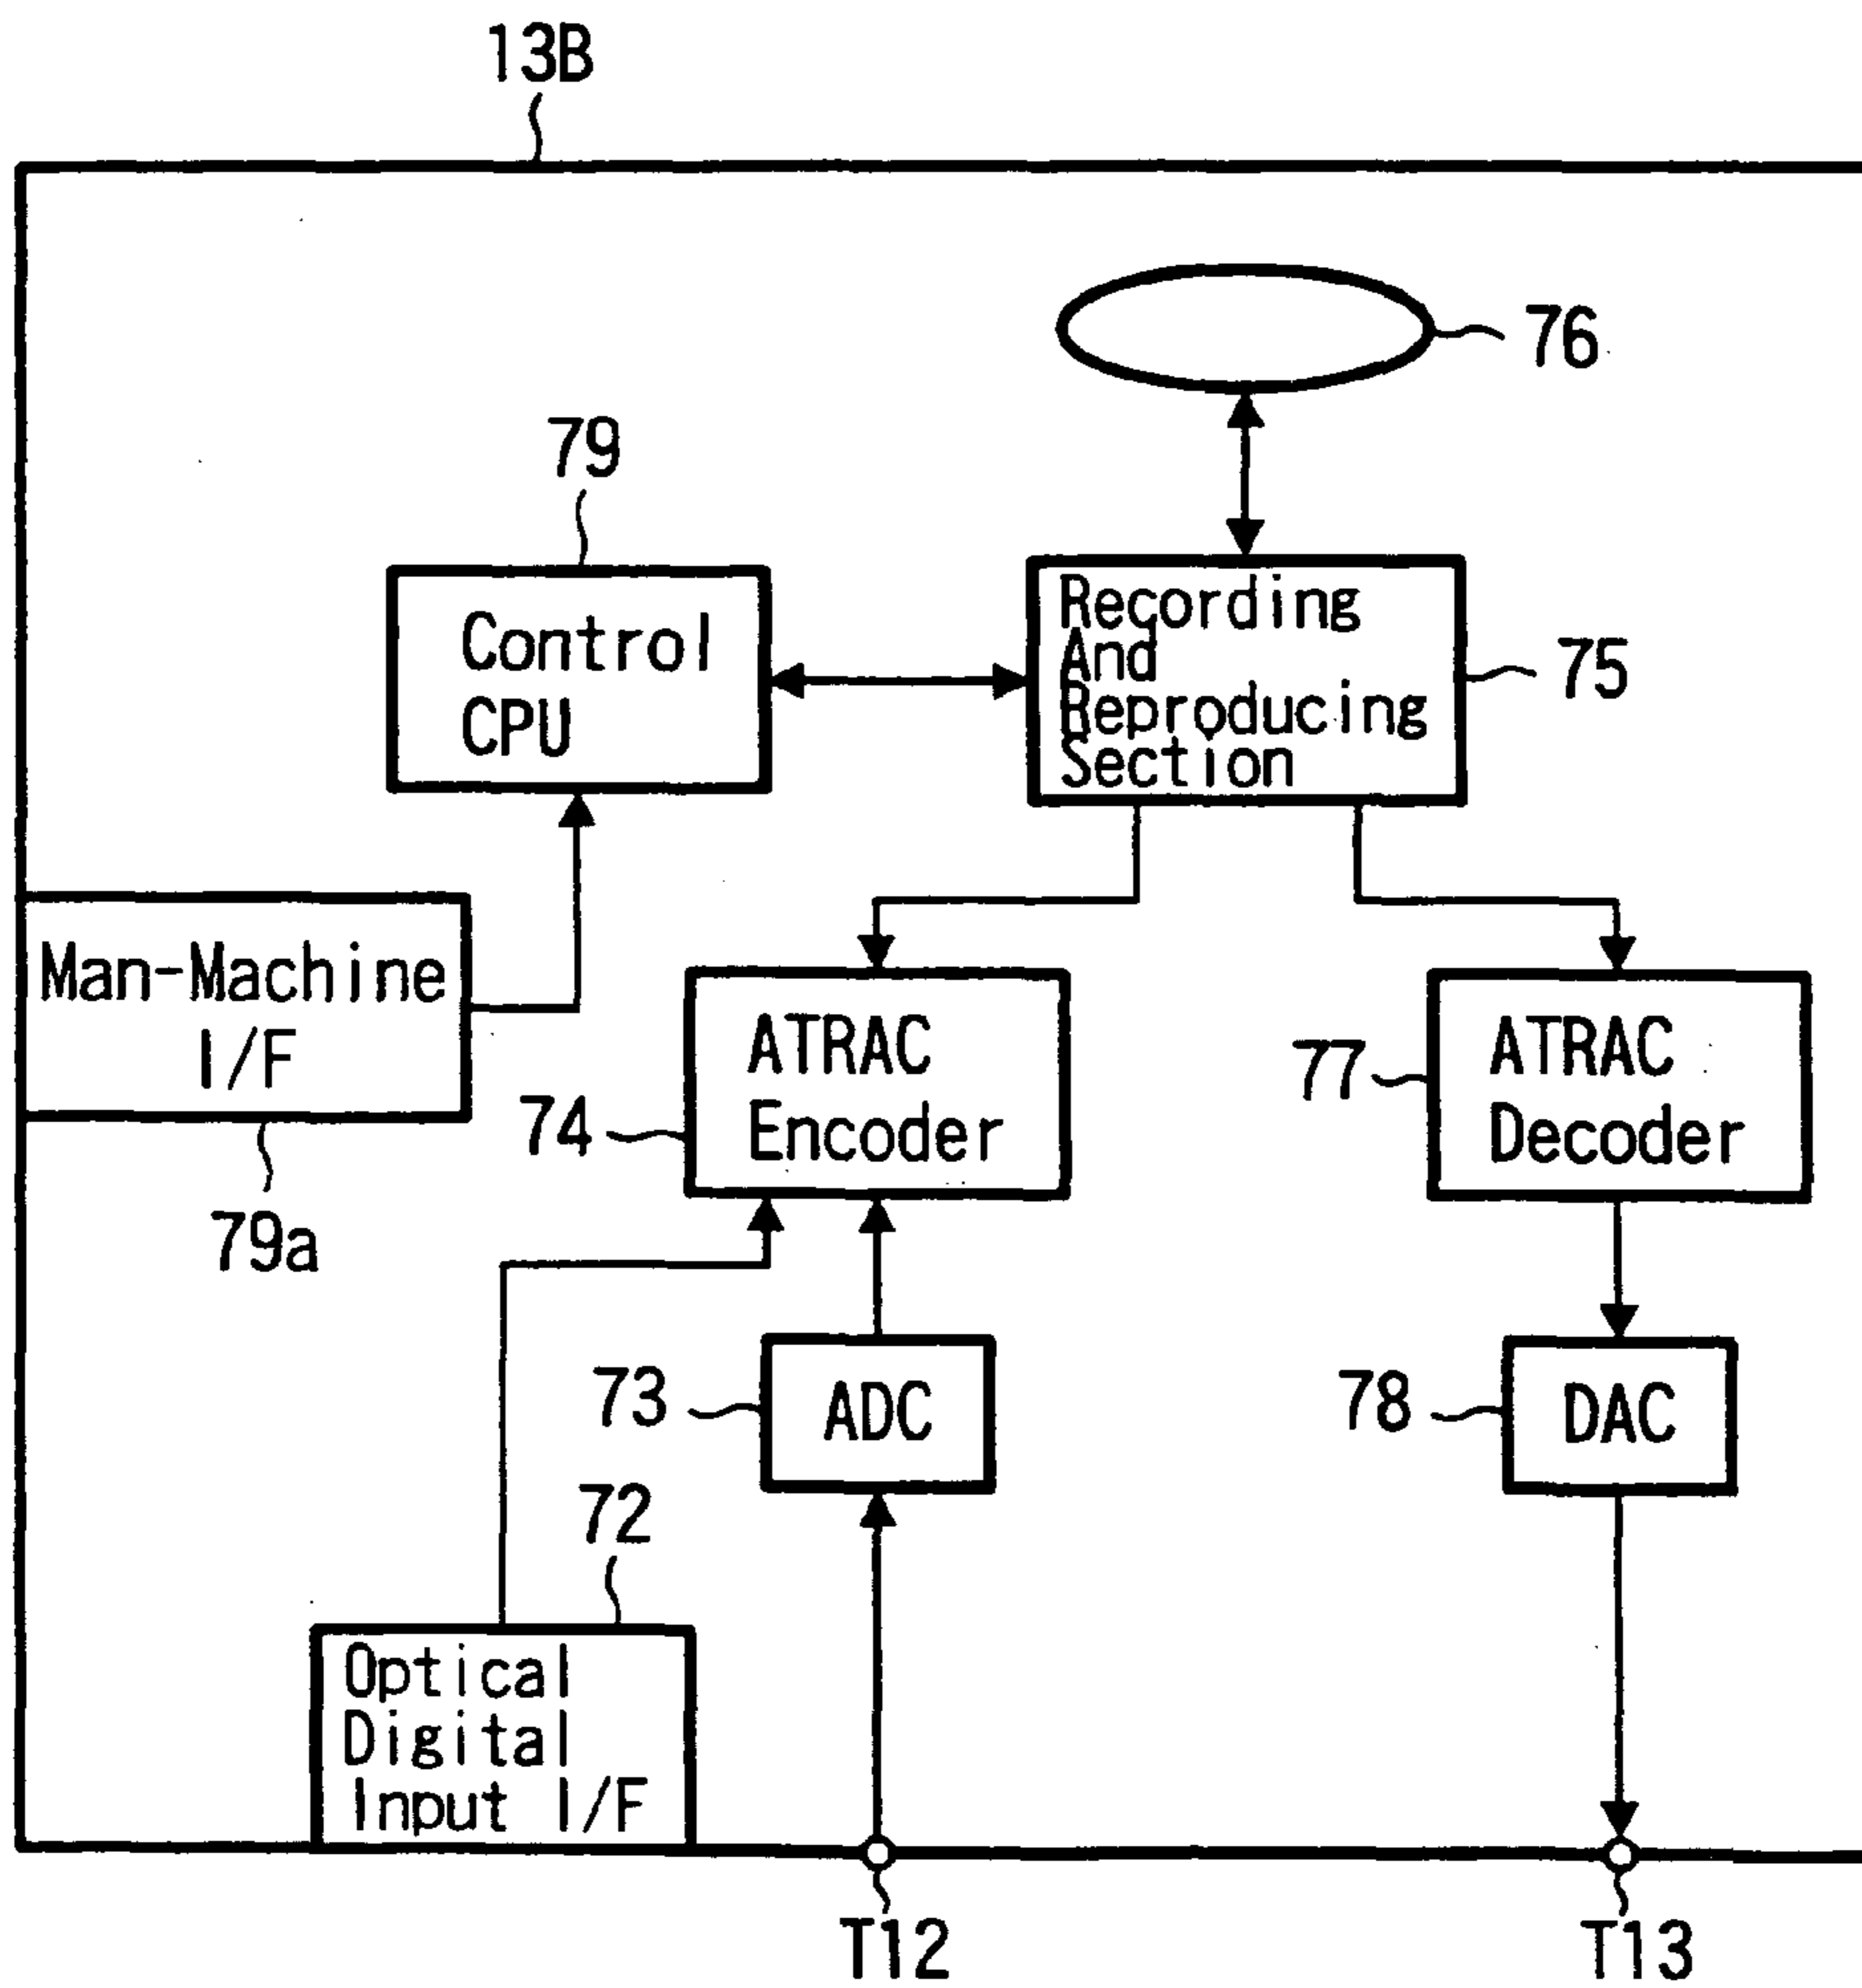 13B
76
79
Control
CPU
Recording
And
Reproducing
Section
75
Man-Machine
I/F
79a
74
ATRAC
Encoder
77
ATRAC
Decoder
73
ADC
78
DAC
72
Optical
Digital
Input I/F
T12
T13